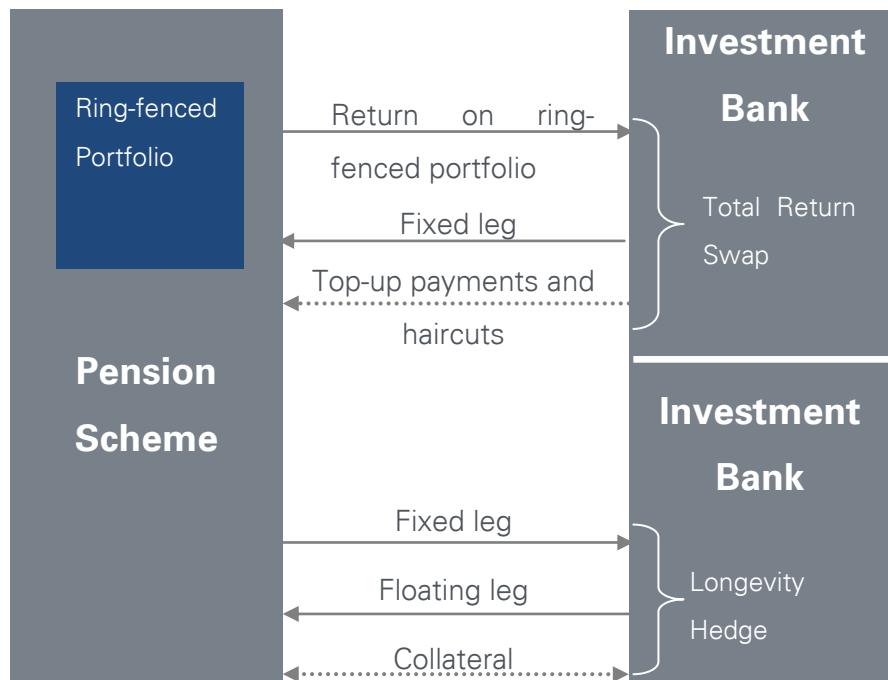 Ring-fenced
Portfolio
Pension
Scheme
Return on ring-
fenced portfolio
Fixed leg
Top-up payments and
haircuts
Investment
Bank
Total Return
Swap
Fixed leg
Floating leg
Collateral
Investment
Bank
Longevity
Hedge